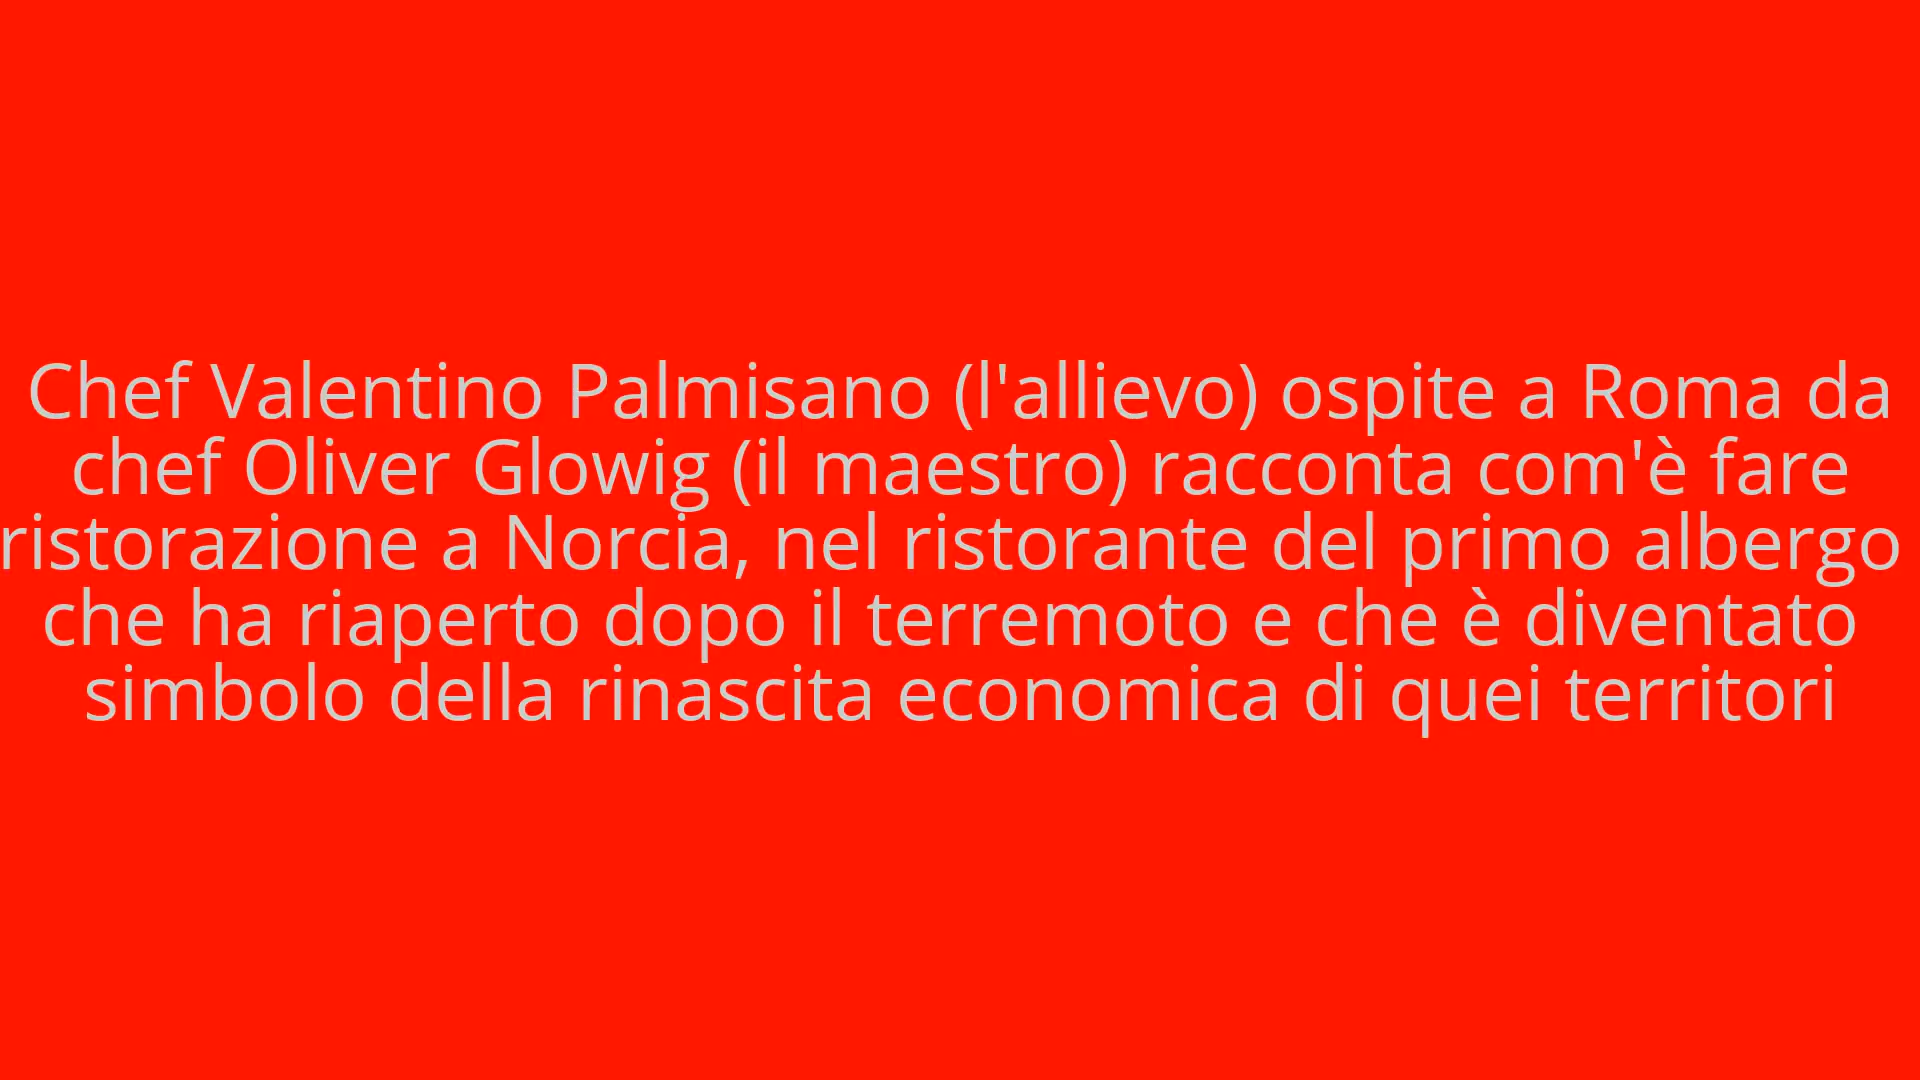 Chef Valentino Palmisano (l'allievo) ospite a Roma da
chef Oliver Glowig (il maestro) racconta com'è fare
ristorazione a Norcia, nel ristorante del primo albergo
che ha riaperto dopo il terremoto e che è diventato
simbolo della rinascita economica di quei territori